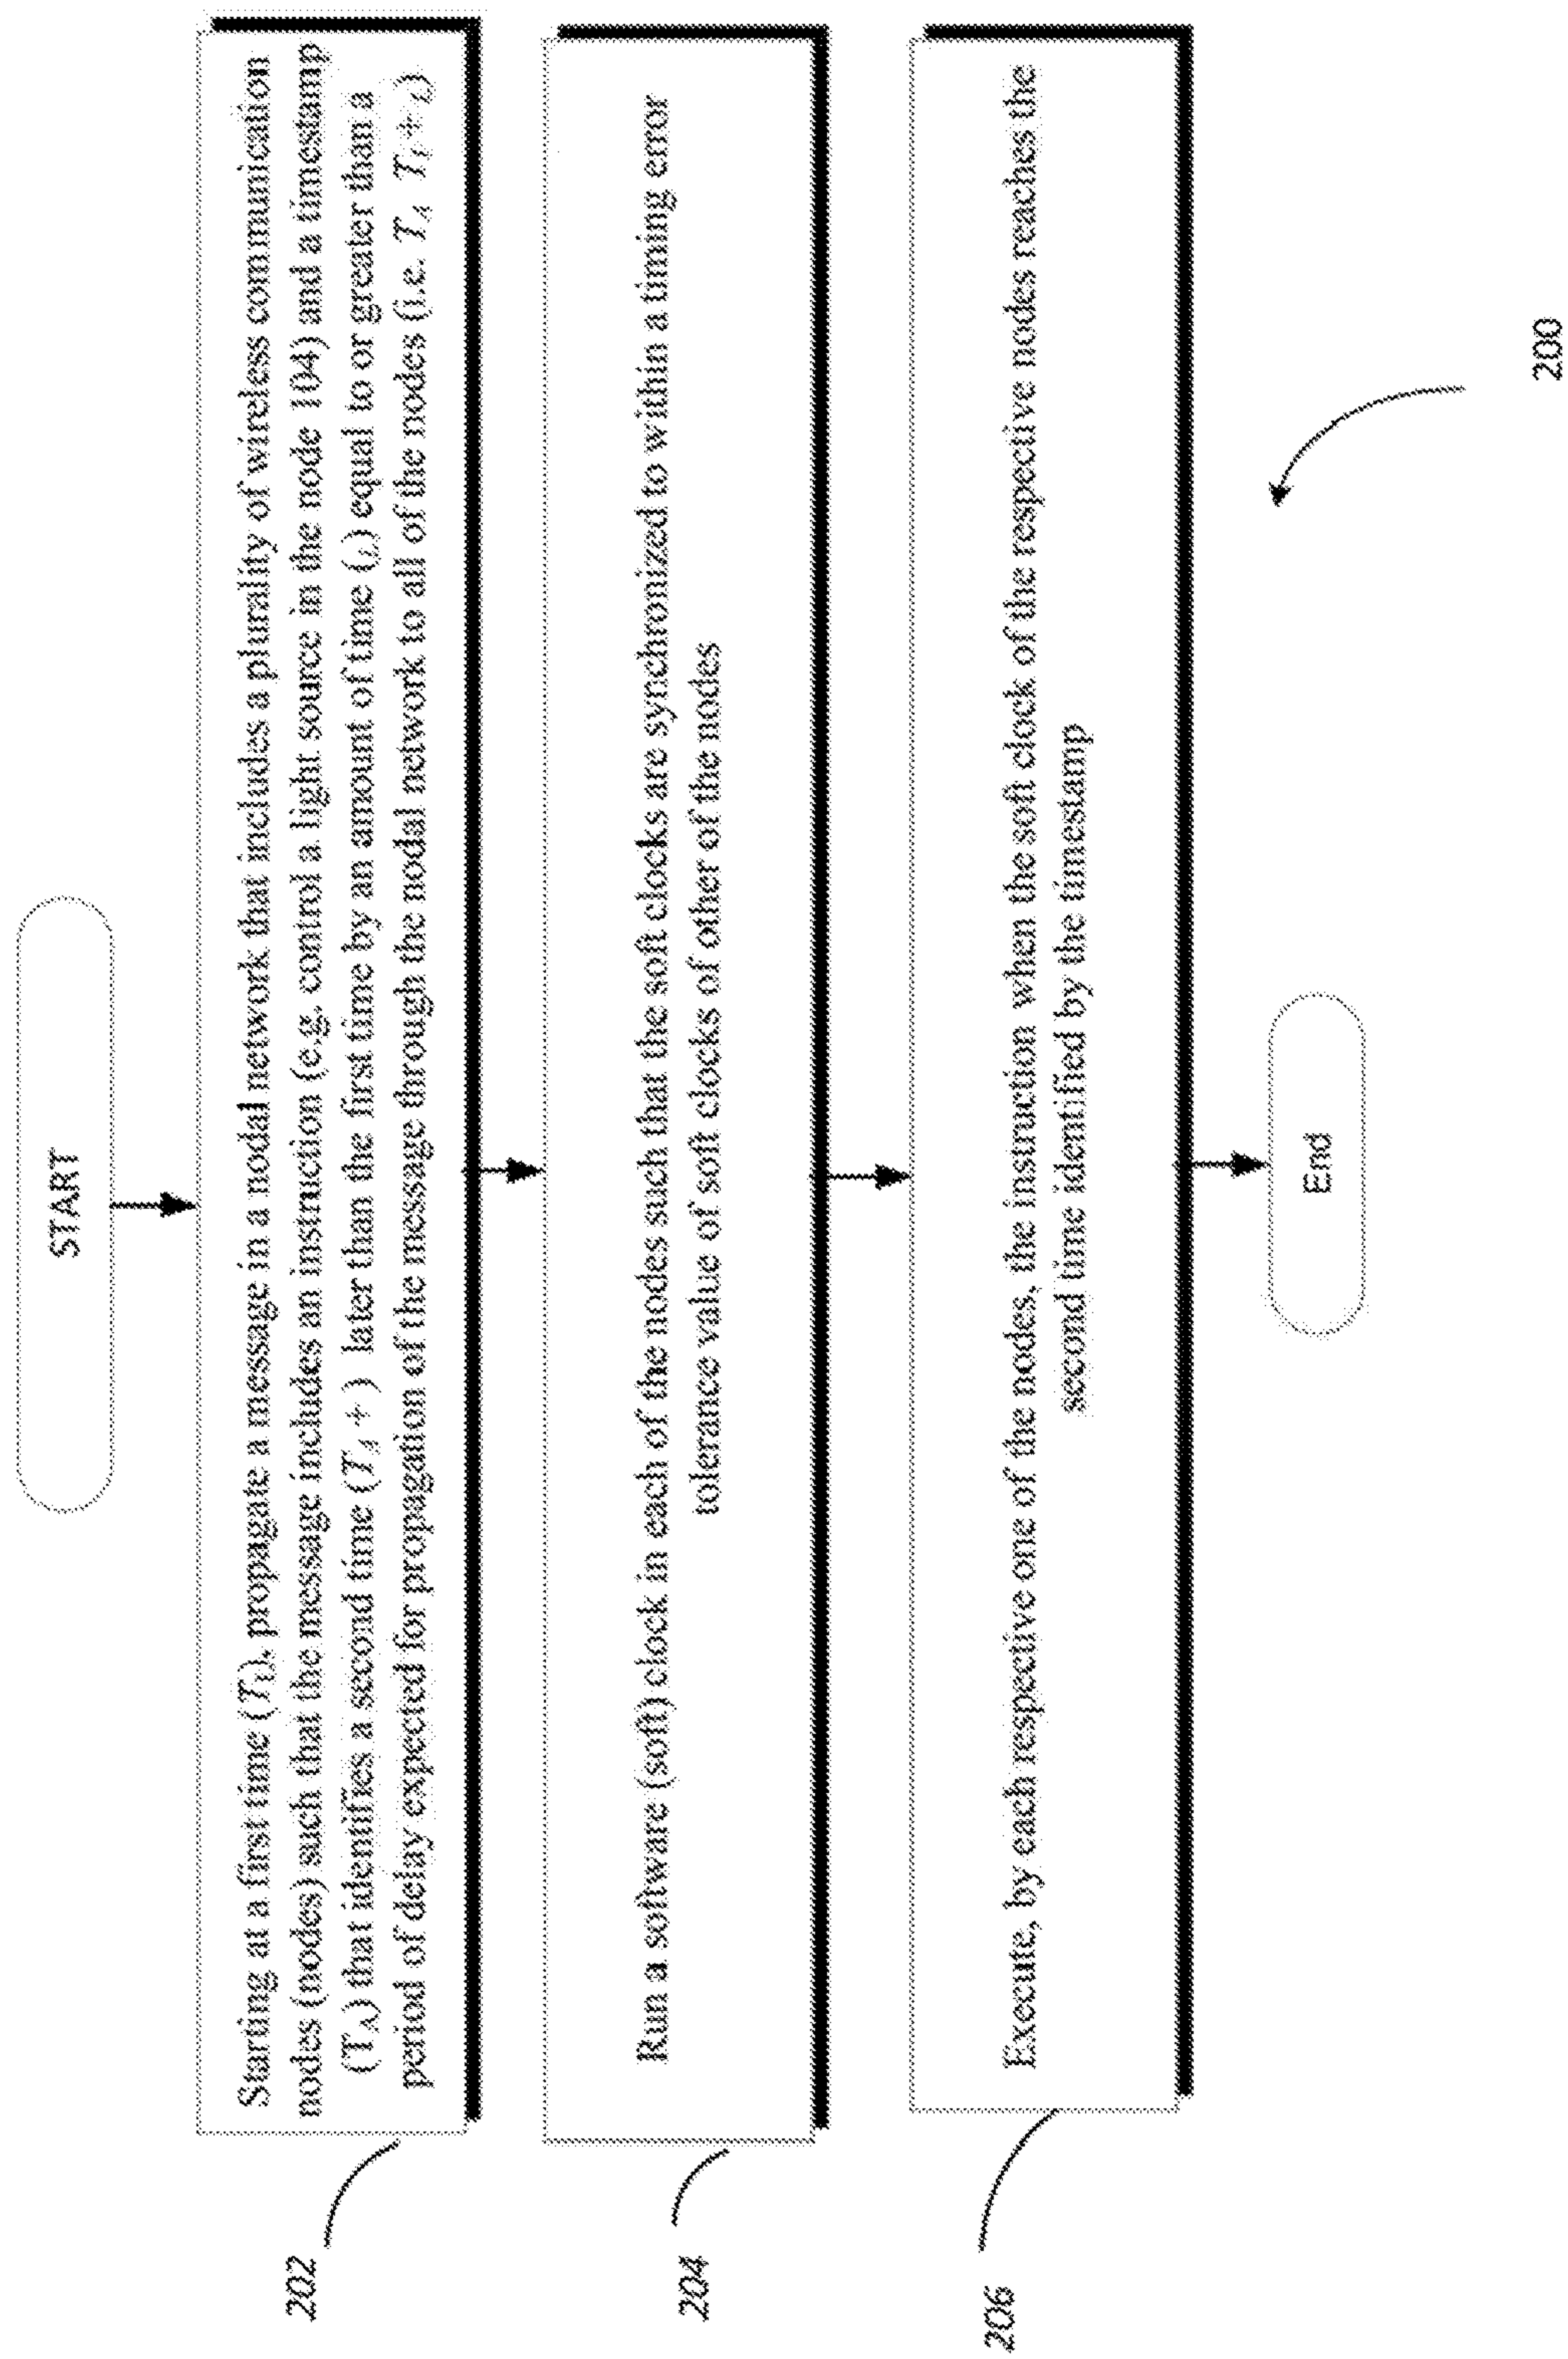 START
202
Starting at a first time (T₁), propagate a message in a nodal network that includes a plurality of wireless communication
nodes (nodes) such that the message includes an instruction (e.g. control a light source in the node 104) and a timestamp
(T_A) that identifies a second time (T_A + ) later than the first time by an amount of time (_L) equal to or greater than a
period of delay expected for propagation of the message through the nodal network to all of the nodes (i.e. T_A T_1 + _L)
204
Run a software (soft) clock in each of the nodes such that the soft clocks are synchronized to within a timing error
tolerance value of soft clocks of other of the nodes
206
Execute, by each respective one of the nodes, the instruction when the soft clock of the respective nodes reaches the
second time identified by the timestamp
End
200